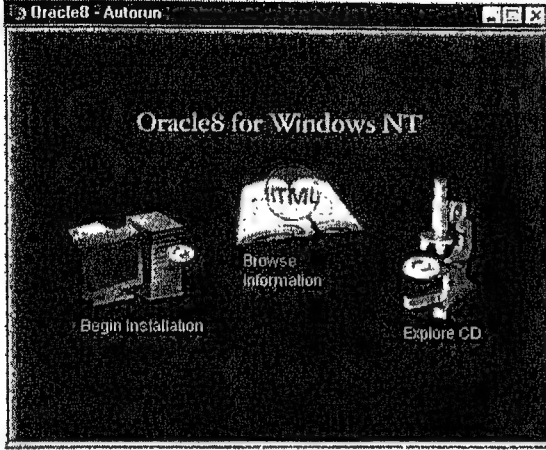 Oracle8 - Autorun
Oracle8 for Windows NT
HTML
Browse
Information
Begin Installation
Explore CD